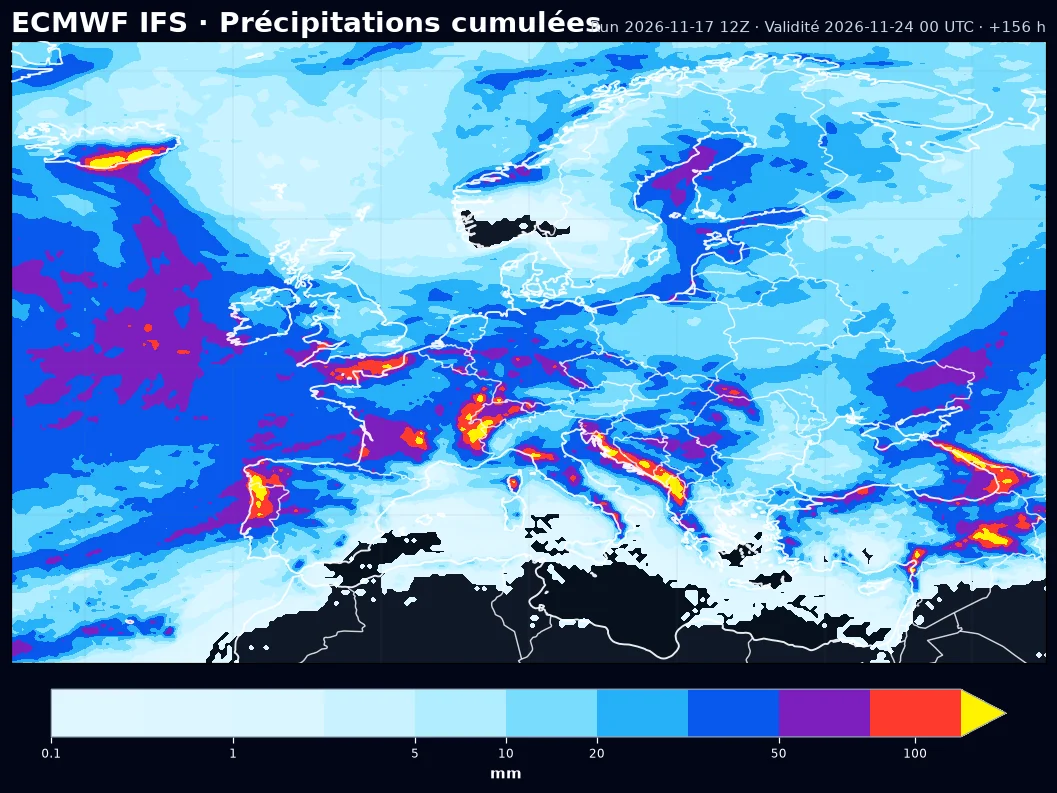 ECMWF IFS · Précipitations cumulées
Run 2026-11-17 12Z · Validité 2026-11-24 00 UTC · +156 h
0.1 1 5 10 20 50 100
mm